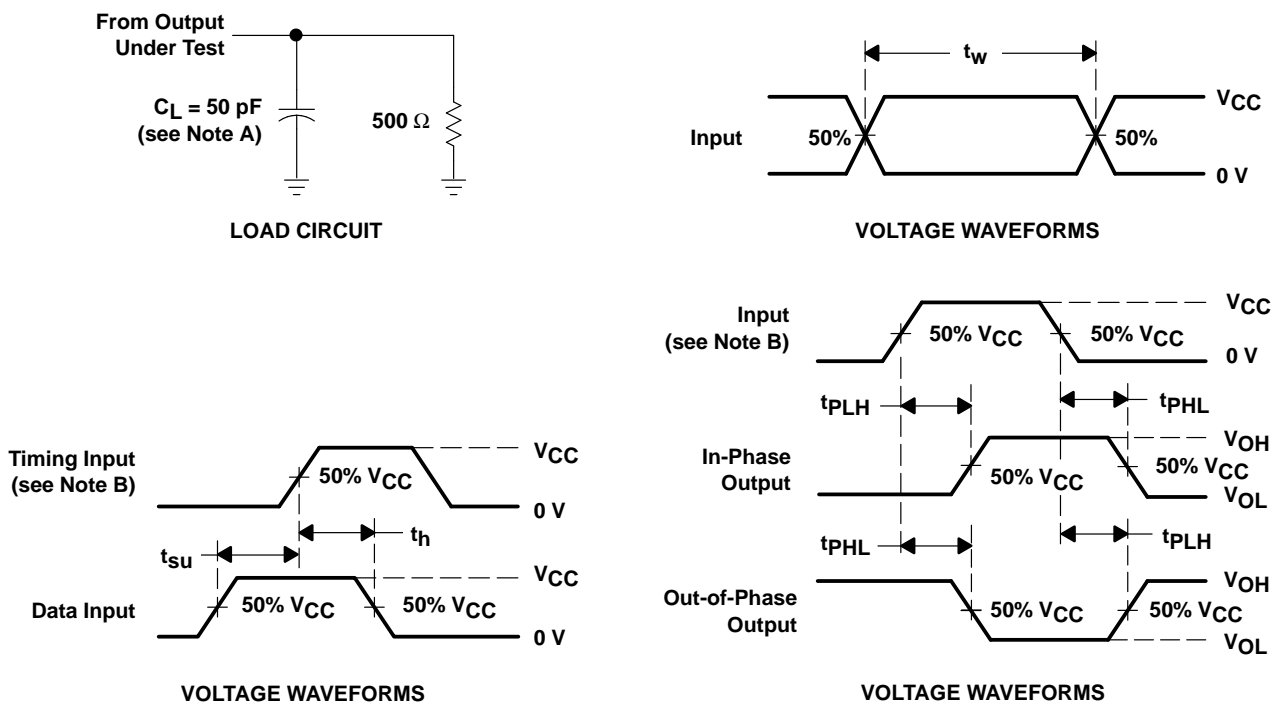 From Output
Under Test
CL = 50 pF
(see Note A)
500 Ω
LOAD CIRCUIT
tw
Input
50%
50%
VCC
0 V
VOLTAGE WAVEFORMS
Timing Input
(see Note B)
50% VCC
VCC
0 V
th
tsu
Data Input
50% VCC
50% VCC
VCC
0 V
VOLTAGE WAVEFORMS
Input
(see Note B)
50% VCC
50% VCC
VCC
0 V
tPLH
tPHL
In-Phase
Output
50% VCC
50% VCC
VOH
VOL
tPHL
tPLH
Out-of-Phase
Output
50% VCC
50% VCC
VOH
VOL
VOLTAGE WAVEFORMS